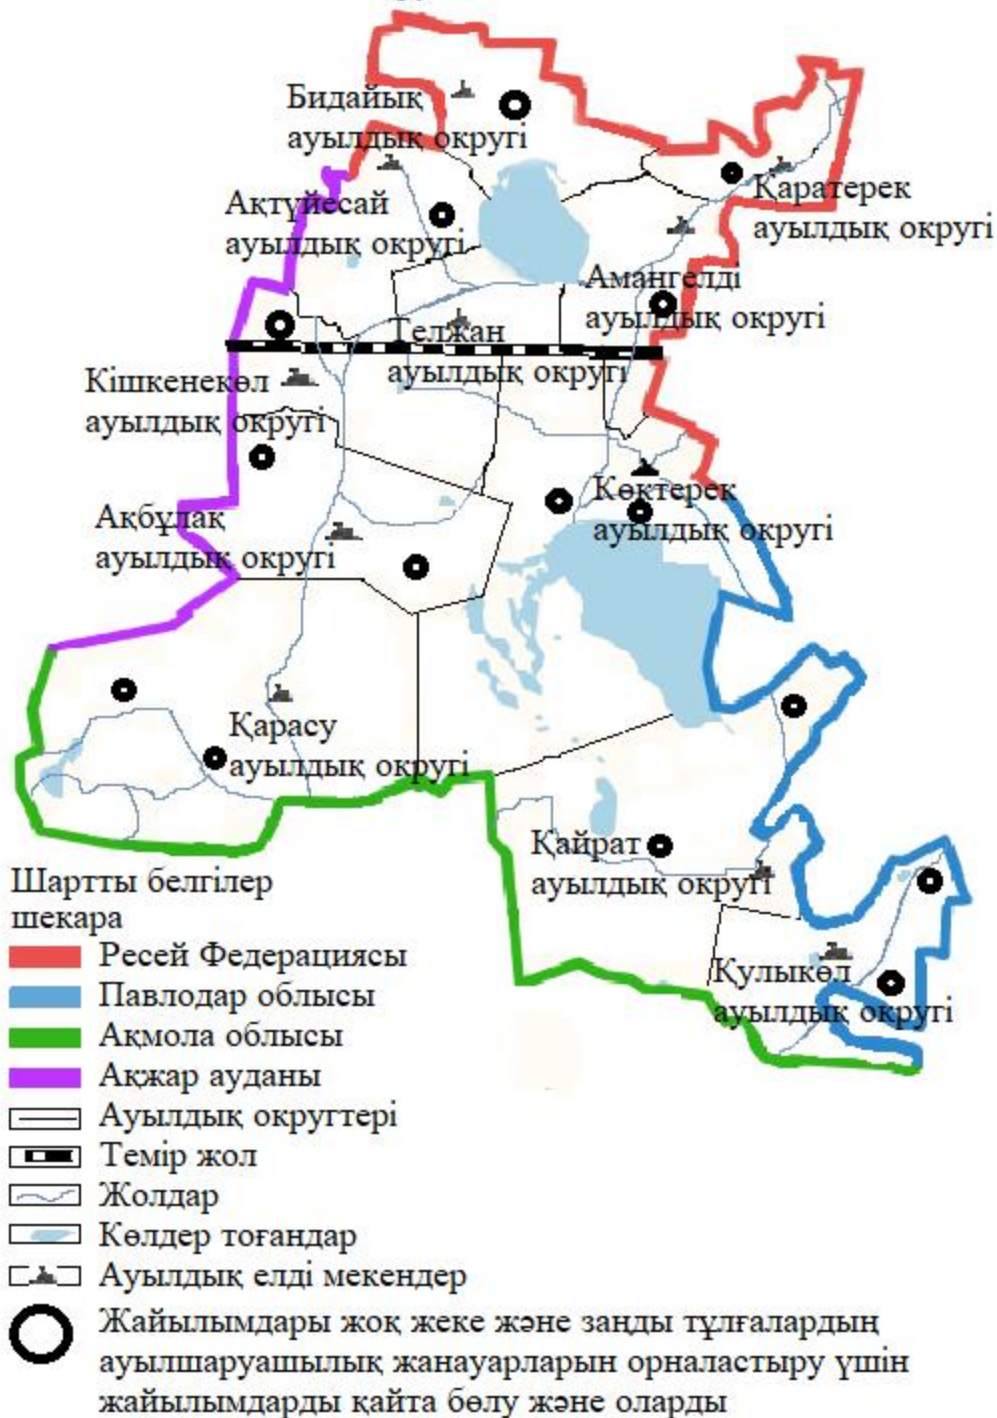 Бидайық
ауылдық округі
Қаратерек
ауылдық округі
Ақтүйесай
ауылдық округі
Амангелді
ауылдық округі
Телжан
ауылдық округі
Кішкенекөл
ауылдық округі
Көктерек
ауылдық округі
Ақбұлақ
ауылдық округі
Қарасу
ауылдық округі
Қайрат
ауылдық округі
Қулыкөл
ауылдық округі
Шартты белгілер
шекара
Ресей Федерациясы
Павлодар облысы
Ақмола облысы
Ақжар ауданы
Ауылдық округтері
Темір жол
Жолдар
Көлдер тоғандар
Ауылдық елді мекендер
Жайылымдары жоқ жеке және заңды тұлғалардың
ауылшаруашылық жанауарларын орналастыру үшін
жайылымдарды қайта бөлу және оларды